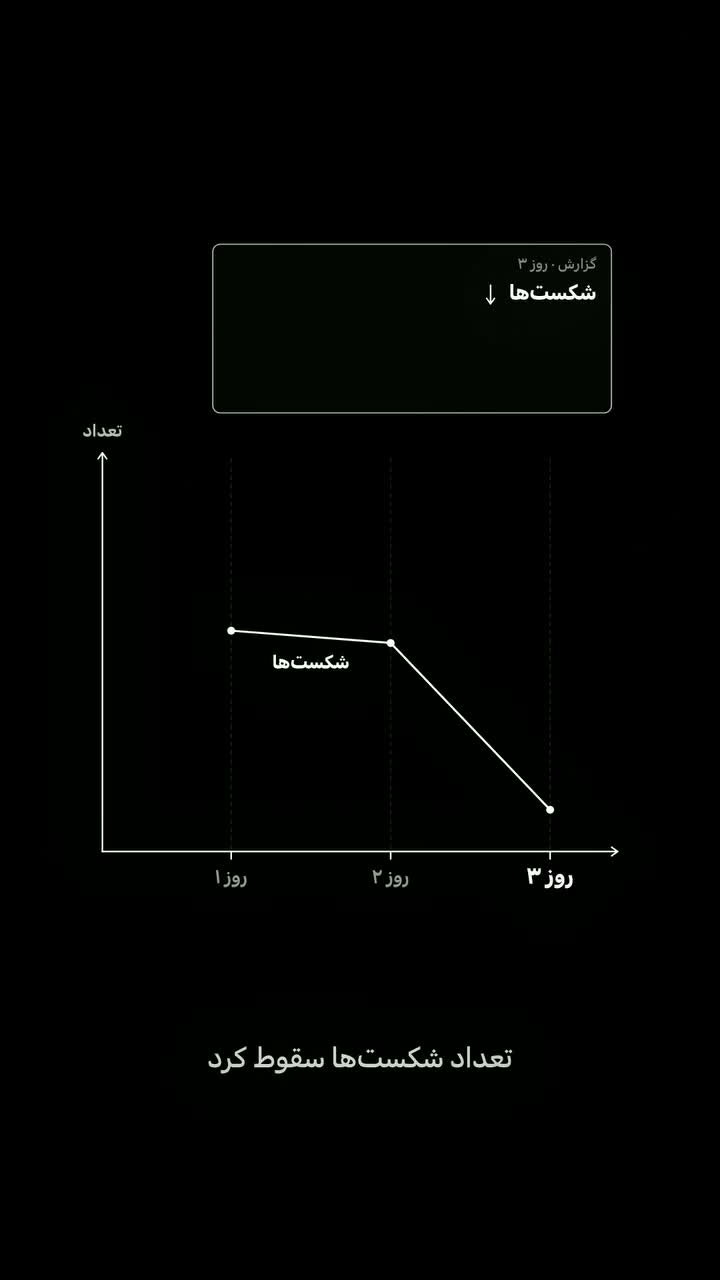 گزارش · روز ۳
شکست‌ها ↓
تعداد
شکست‌ها
روز ۱
روز ۲
روز ۳
تعداد شکست‌ها سقوط کرد